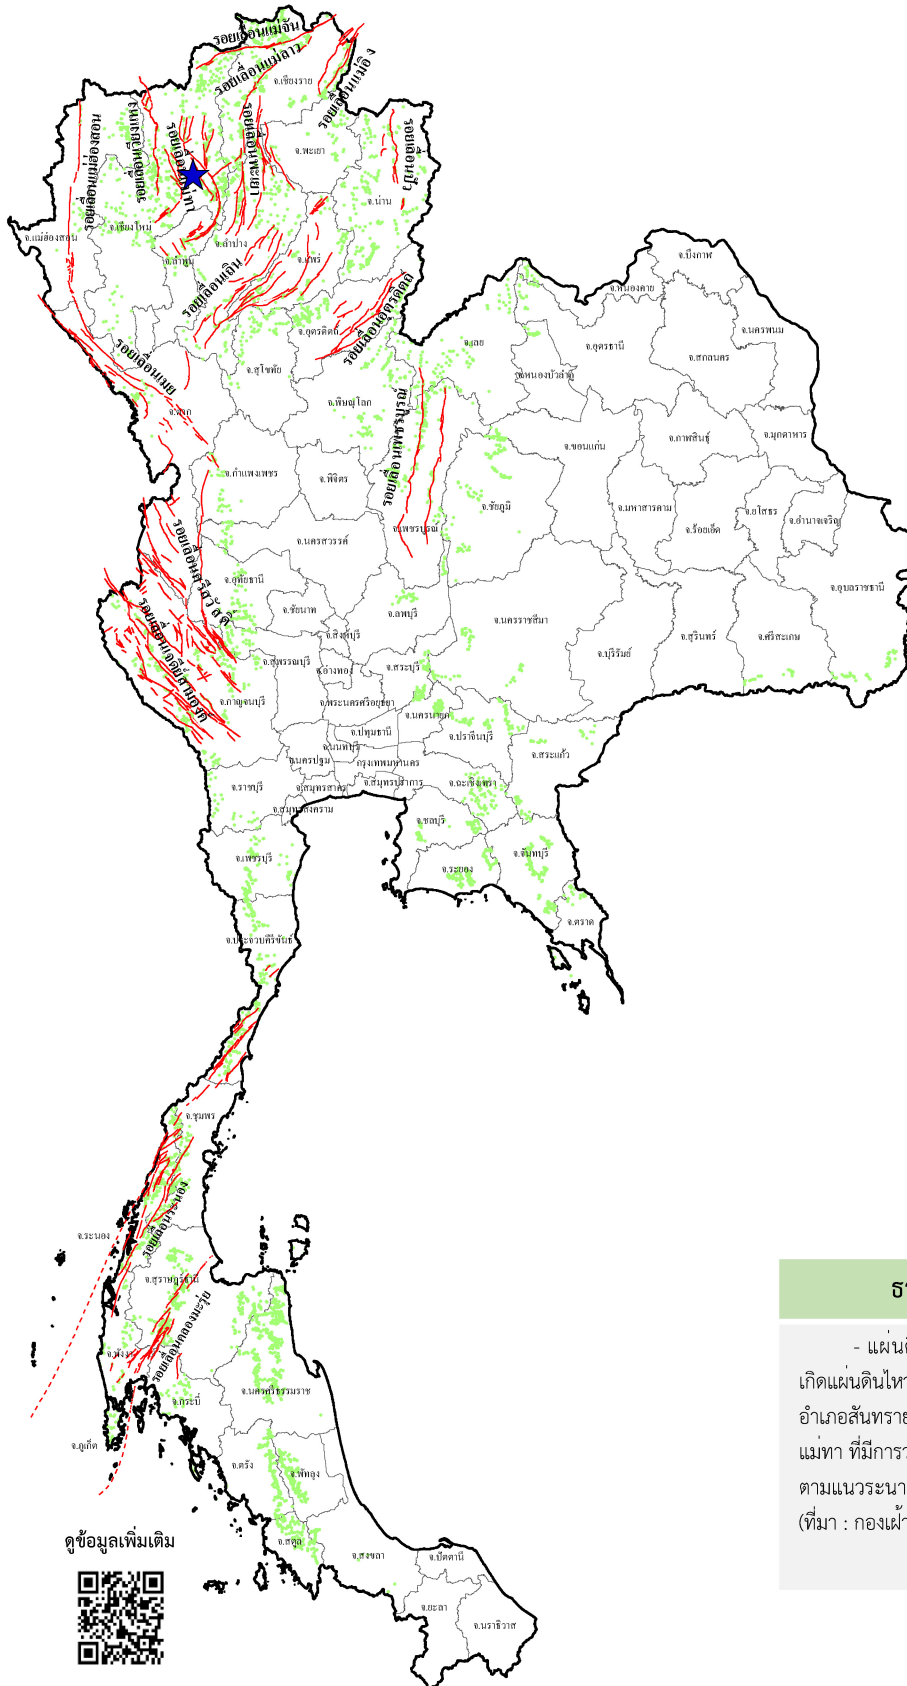 รอยเลื่อนแม่จัน
รอยเลื่อนแม่ลาว
รอยเลื่อนแม่อิง
จ.เชียงราย
รอยเลื่อนแม่ฮ่องสอน
รอยเลื่อนพะเยา
รอยเลื่อนปัว
จ.พะเยา
จ.น่าน
จ.แม่ฮ่องสอน
จ.เชียงใหม่
จ.ลำปาง
จ.ลำพูน
จ.แพร่
รอยเลื่อนเถิน
รอยเลื่อนอุตรดิตถ์
จ.อุตรดิตถ์
จ.บึงกาฬ
จ.หนองคาย
จ.นครพนม
จ.เลย
จ.อุดรธานี
จ.สกลนคร
จ.หนองบัวลำภู
รอยเลื่อนเมย
จ.สุโขทัย
จ.ตาก
จ.พิษณุโลก
รอยเลื่อนเพชรบูรณ์
จ.ขอนแก่น
จ.กาฬสินธุ์
จ.มุกดาหาร
จ.กำแพงเพชร
จ.พิจิตร
จ.เพชรบูรณ์
จ.ชัยภูมิ
จ.มหาสารคาม
จ.ร้อยเอ็ด
จ.ยโสธร
จ.อำนาจเจริญ
จ.นครสวรรค์
รอยเลื่อนศรีสวัสดิ์
จ.อุทัยธานี
จ.ชัยนาท
จ.ลพบุรี
จ.นครราชสีมา
จ.อุบลราชธานี
จ.สิงห์บุรี
จ.บุรีรัมย์
จ.สุรินทร์
จ.ศรีสะเกษ
รอยเลื่อนเจดีย์สามองค์
จ.สุพรรณบุรี
จ.อ่างทอง
จ.สระบุรี
จ.กาญจนบุรี
จ.พระนครศรีอยุธยา
จ.นครนายก
จ.ปทุมธานี
จ.ปราจีนบุรี
จ.นนทบุรี
จ.สระแก้ว
จ.นครปฐม
กรุงเทพมหานคร
จ.ราชบุรี
จ.สมุทรสาคร
จ.สมุทรปราการ
จ.ฉะเชิงเทรา
จ.สมุทรสงคราม
จ.ชลบุรี
จ.เพชรบุรี
จ.ระยอง
จ.จันทบุรี
จ.ตราด
จ.ประจวบคีรีขันธ์
จ.ชุมพร
รอยเลื่อนระนอง
จ.ระนอง
จ.สุราษฎร์ธานี
รอยเลื่อนคลองมะรุ่ย
จ.พังงา
จ.กระบี่
จ.นครศรีธรรมราช
จ.ภูเก็ต
จ.ตรัง
จ.พัทลุง
จ.สตูล
จ.สงขลา
จ.ปัตตานี
จ.ยะลา
จ.นราธิวาส
ดูข้อมูลเพิ่มเติม
ธร
- แผ่นดิ
เกิดแผ่นดินไหว
อำเภอสันทราย
แม่ทา ที่มีการว
ตามแนวระนา
(ที่มา : กองเฝ้า